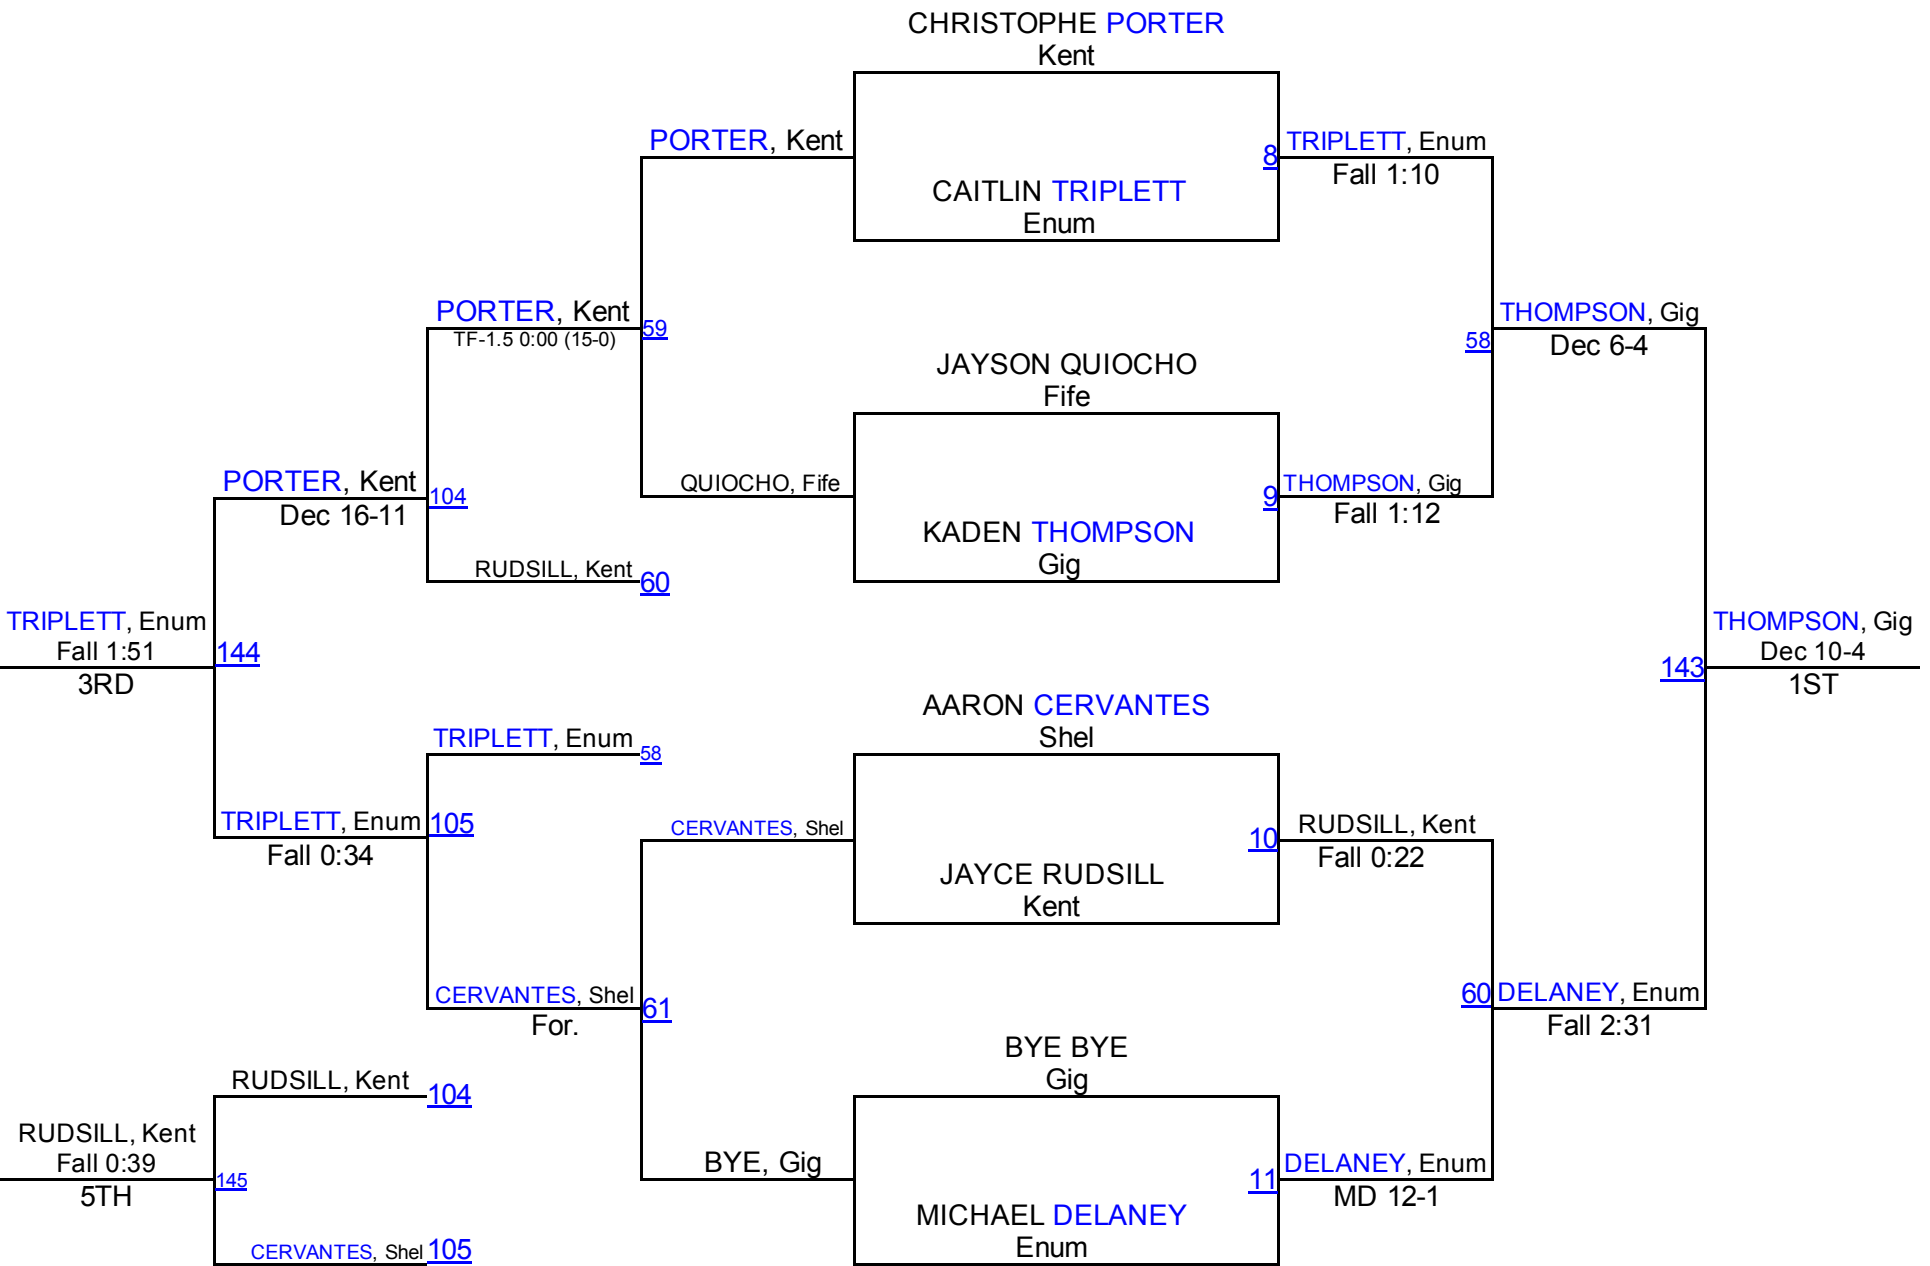 CHRISTOPHE PORTER
Kent
PORTER, Kent
8
TRIPLETT, Enum
Fall 1:10
CAITLIN TRIPLETT
Enum
PORTER, Kent
TF-1.5 0:00 (15-0)
59
58
THOMPSON, Gig
Dec 6-4
JAYSON QUIOCHO
Fife
PORTER, Kent
Dec 16-11
104
QUIOCHO, Fife
9
THOMPSON, Gig
Fall 1:12
KADEN THOMPSON
Gig
RUDSILL, Kent
60
TRIPLETT, Enum
Fall 1:51
3RD
144
143
THOMPSON, Gig
Dec 10-4
1ST
AARON CERVANTES
Shel
TRIPLETT, Enum
58
TRIPLETT, Enum
Fall 0:34
105
CERVANTES, Shel
10
RUDSILL, Kent
Fall 0:22
JAYCE RUDSILL
Kent
CERVANTES, Shel
For.
61
60
DELANEY, Enum
Fall 2:31
BYE BYE
Gig
RUDSILL, Kent
104
RUDSILL, Kent
Fall 0:39
5TH
145
BYE, Gig
11
DELANEY, Enum
MD 12-1
MICHAEL DELANEY
Enum
CERVANTES, Shel
105